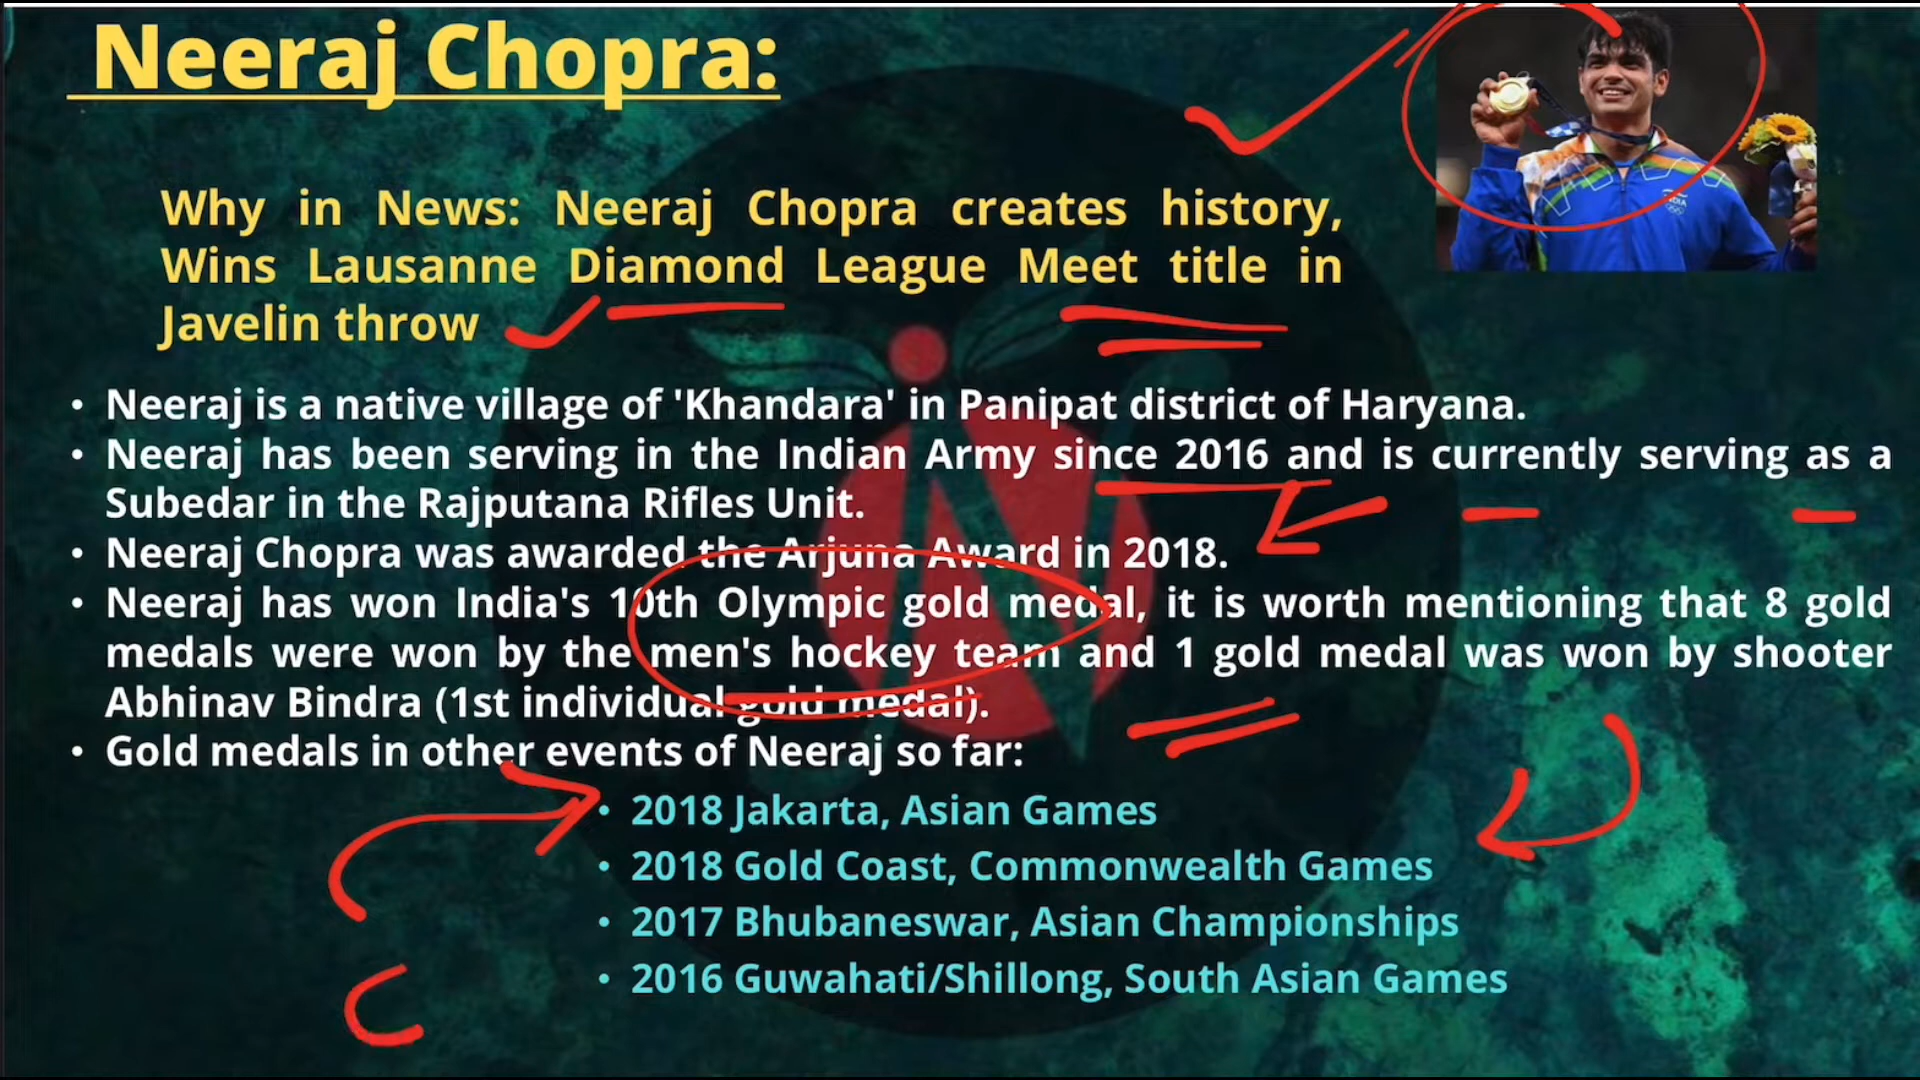 Neeraj Chopra:
Why in News: Neeraj Chopra creates history,
Wins Lausanne Diamond League Meet title in
Javelin throw
• Neeraj is a native village of 'Khandara' in Panipat district of Haryana.
• Neeraj has been serving in the Indian Army since 2016 and is currently serving as a
Subedar in the Rajputana Rifles Unit.
• Neeraj Chopra was awarded the Arjuna Award in 2018.
• Neeraj has won India's 10th Olympic gold medal, it is worth mentioning that 8 gold
medals were won by the men's hockey team and 1 gold medal was won by shooter
Abhinav Bindra (1st individual gold medal).
• Gold medals in other events of Neeraj so far:
• 2018 Jakarta, Asian Games
• 2018 Gold Coast, Commonwealth Games
• 2017 Bhubaneswar, Asian Championships
• 2016 Guwahati/Shillong, South Asian Games